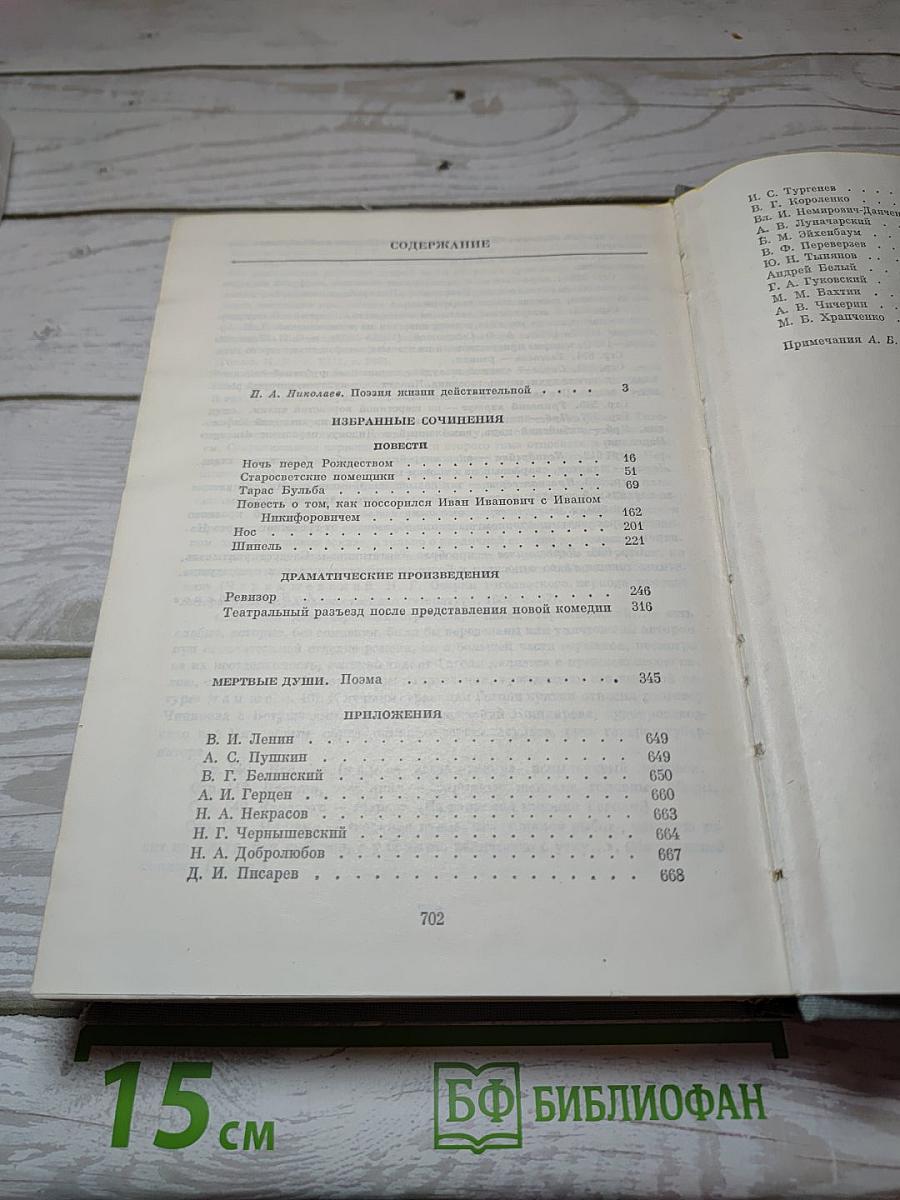 СОДЕРЖАНИЕ
П. А. Николаев. Поэзия жизни действительной . . . . 3
ИЗБРАННЫЕ СОЧИНЕНИЯ
ПОВЕСТИ
Ночь перед Рождеством . . . . . . . . . . . . . 16
Старосветские помещики . . . . . . . . . . . . . 51
Тарас Бульба . . . . . . . . . . . . . . . . . 69
Повесть о том, как поссорился Иван Иванович с Иваном
Никифоровичем . . . . . . . . . . . . . . . 162
Нос . . . . . . . . . . . . . . . . . . . . . 201
Шинель . . . . . . . . . . . . . . . . . . . . 221
ДРАМАТИЧЕСКИЕ ПРОИЗВЕДЕНИЯ
Ревизор . . . . . . . . . . . . . . . . . . . 246
Театральный разъезд после представления новой комедии 316
МЕРТВЫЕ ДУШИ. Поэма . . . . . . . . . . . . . 345
ПРИЛОЖЕНИЯ
В. И. Ленин . . . . . . . . . . . . . . . . . 649
А. С. Пушкин . . . . . . . . . . . . . . . . . 649
В. Г. Белинский . . . . . . . . . . . . . . . . 650
А. И. Герцен . . . . . . . . . . . . . . . . . 660
Н. А. Некрасов . . . . . . . . . . . . . . . . 663
Н. Г. Чернышевский . . . . . . . . . . . . . . . 664
Н. А. Добролюбов . . . . . . . . . . . . . . . . 667
Д. И. Писарев . . . . . . . . . . . . . . . . . 668
702
И. С. Тургенев . . . .
В. Г. Короленко . . .
Вл. И. Немирович-Данчен
А. В. Луначарский . .
Б. М. Эйхенбаум . . .
В. Ф. Переверзев . . .
Ю. Н. Тынянов . . .
Андрей Белый . . .
Г. А. Гуковский . . .
М. М. Бахтин . . .
А. В. Чичерин . . .
М. Б. Храпченко . .
Примечания А. Б.
15 см
БФ БИБЛИОФАН